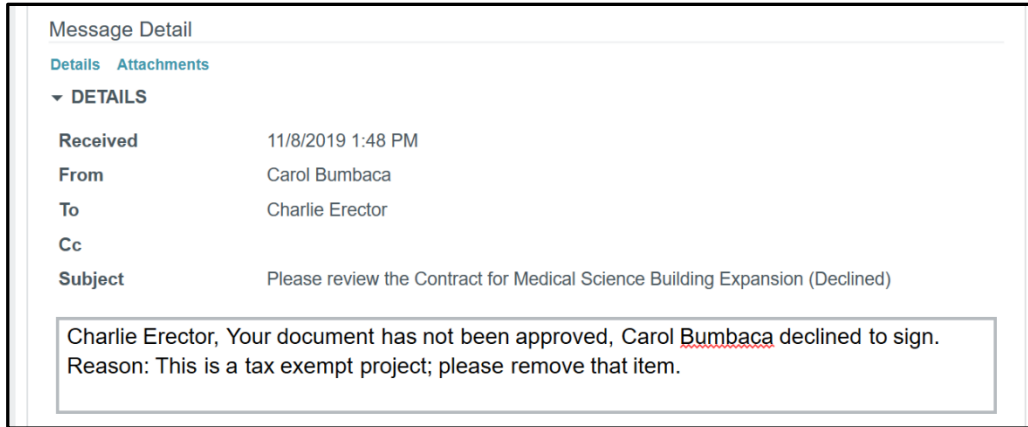 Message Detail
Details Attachments
DETAILS
Received 11/8/2019 1:48 PM
From Carol Bumbaca
To Charlie Erector
Cc
Subject Please review the Contract for Medical Science Building Expansion (Declined)
Charlie Erector, Your document has not been approved, Carol Bumbaca declined to sign.
Reason: This is a tax exempt project; please remove that item.